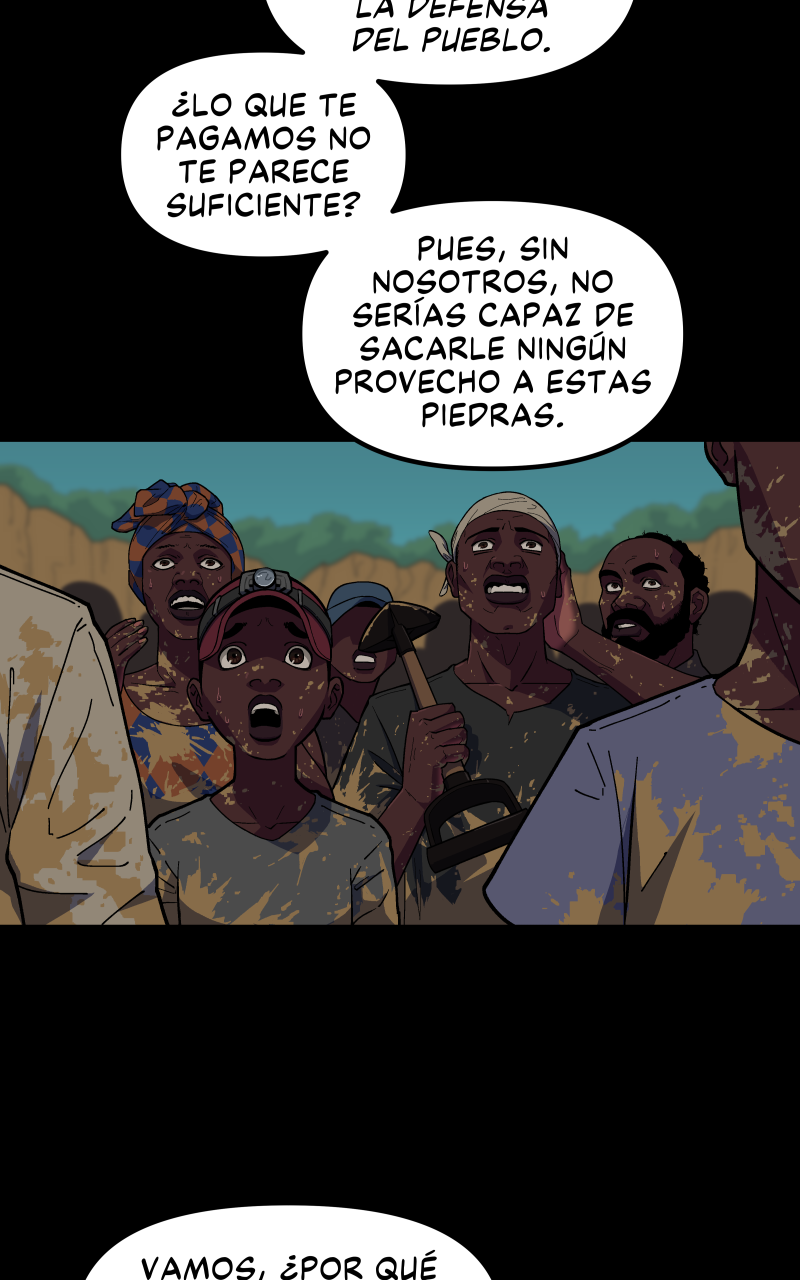 LA DEFENSA
DEL PUEBLO.
¿LO QUE TE
PAGAMOS NO
TE PARECE
SUFICIENTE?
PUES, SIN
NOSOTROS, NO
SERÍAS CAPAZ DE
SACARLE NINGÚN
PROVECHO A ESTAS
PIEDRAS.
VAMOS, ¿POR QUÉ